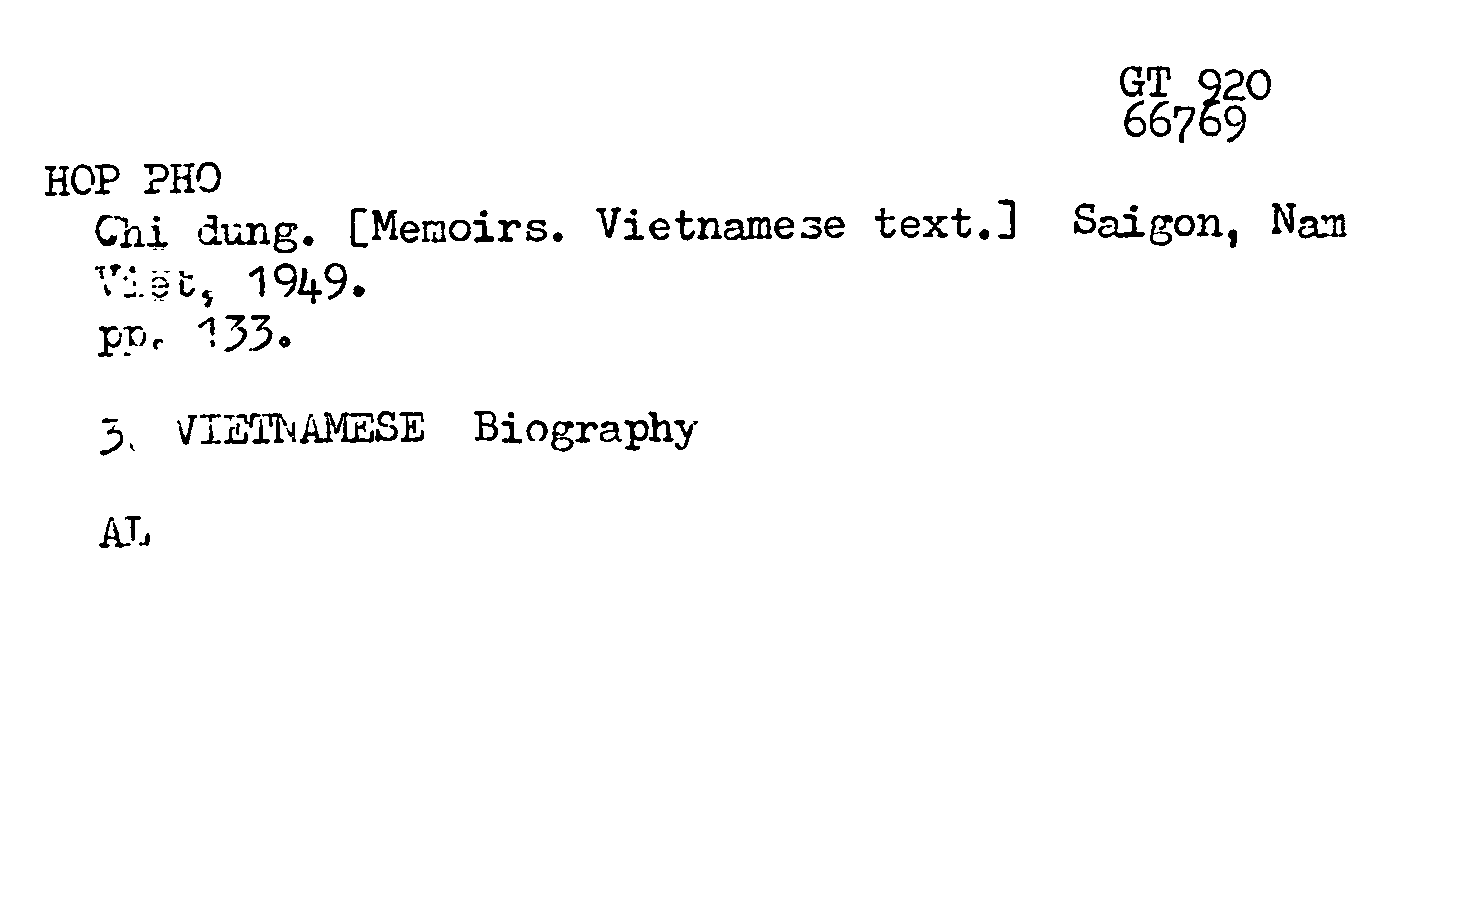 GT 920
66769
HOP PHO
Chi dung. [Memoirs. Vietnamese text.] Saigon, Nam
Viet, 1949.
pp. 133.
3. VIETNAMESE Biography
AL